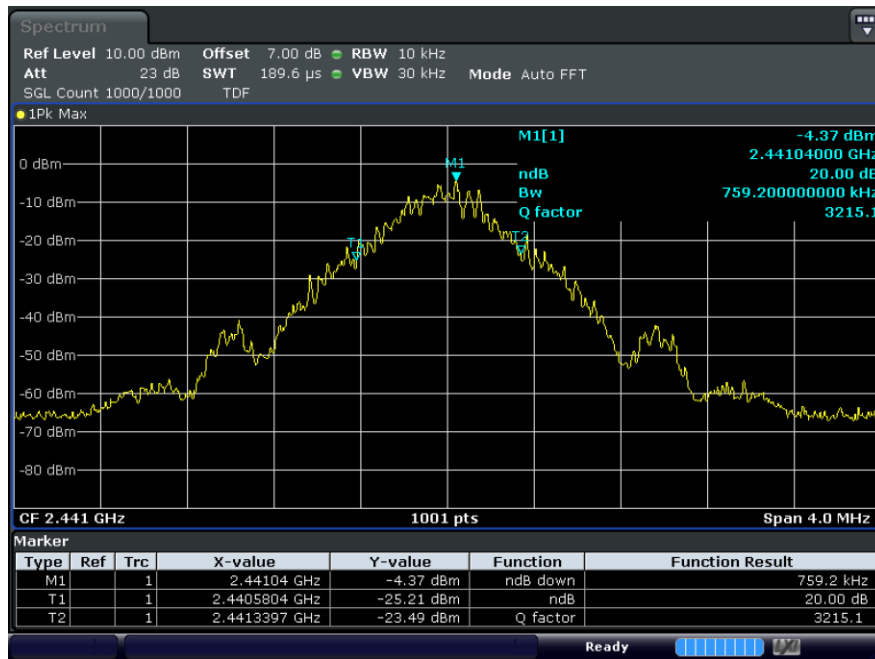 Spectrum
Ref Level 10.00 dBm Offset 7.00 dB RBW 10 kHz
Att 23 dB SWT 189.6 µs VBW 30 kHz Mode Auto FFT
SGL Count 1000/1000 TDF
1Pk Max
M1[1] -4.37 dBm
2.44104000 GHz
ndB 20.00 dB
Bw 759.200000000 kHz
Q factor 3215.1
0 dBm
M1
-10 dBm
-20 dBm
T1
T2
-30 dBm
-40 dBm
-50 dBm
-60 dBm
-70 dBm
-80 dBm
CF 2.441 GHz 1001 pts Span 4.0 MHz
Marker
Type Ref Trc X-value Y-value Function Function Result
M1 1 2.44104 GHz -4.37 dBm ndB down 759.2 kHz
T1 1 2.4405804 GHz -25.21 dBm ndB 20.00 dB
T2 1 2.4413397 GHz -23.49 dBm Q factor 3215.1
Ready